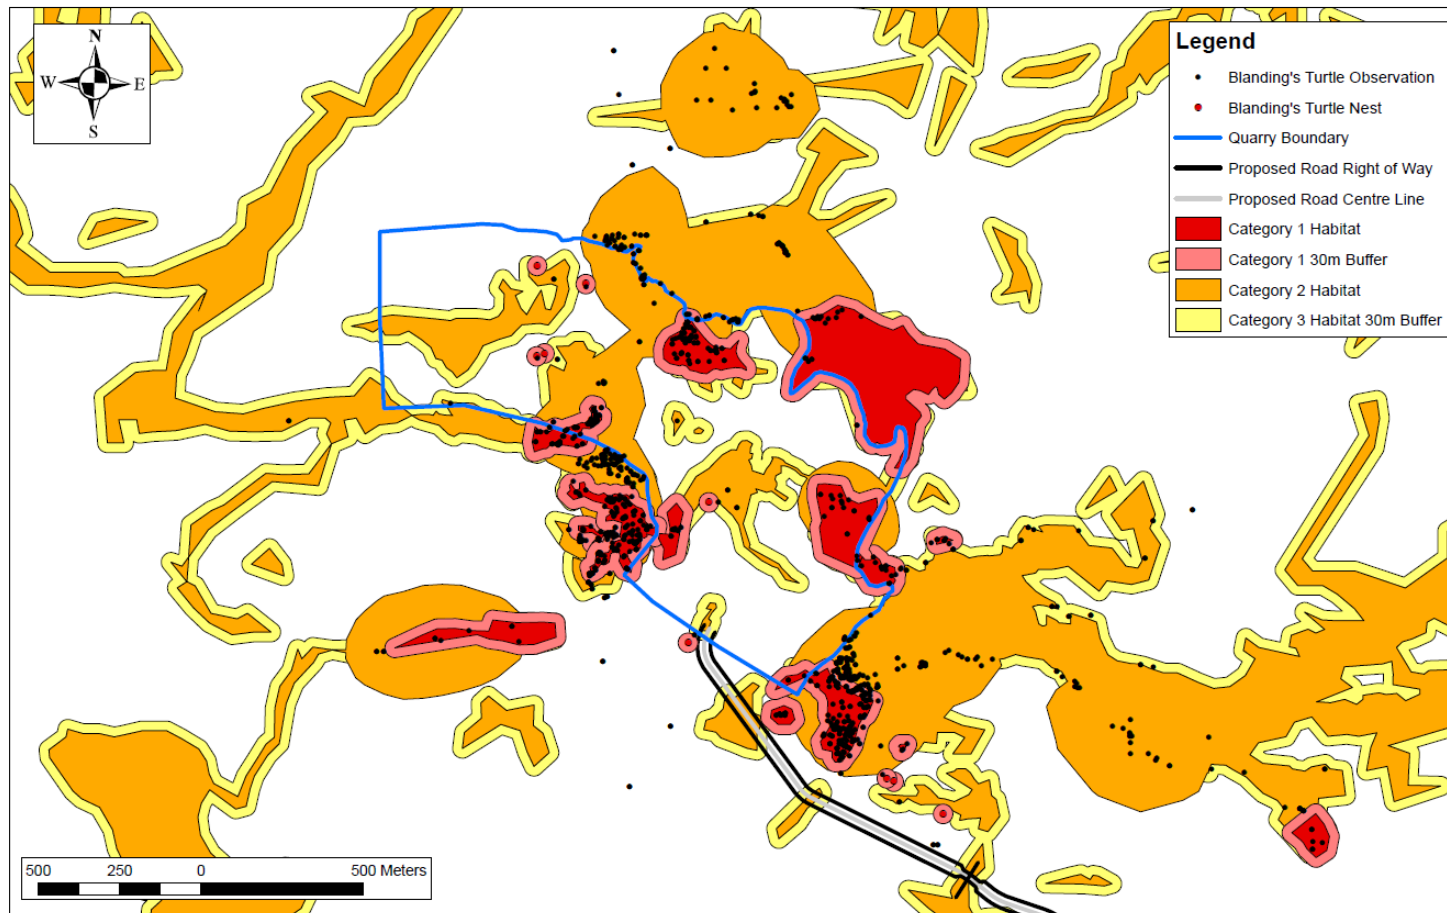 N
W E
S
Legend
Blanding's Turtle Observation
Blanding's Turtle Nest
Quarry Boundary
Proposed Road Right of Way
Proposed Road Centre Line
Category 1 Habitat
Category 1 30m Buffer
Category 2 Habitat
Category 3 Habitat 30m Buffer
500 250 0 500 Meters